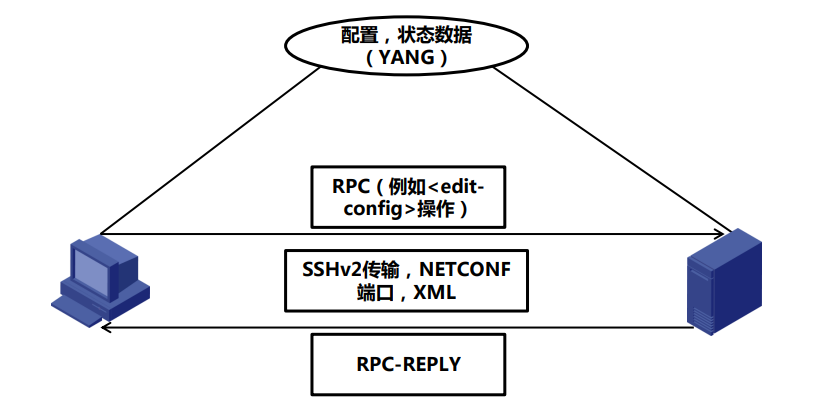 配置，状态数据
（YANG）
RPC（例如<edit-
config>操作）
SSHv2传输，NETCONF
端口，XML
RPC-REPLY